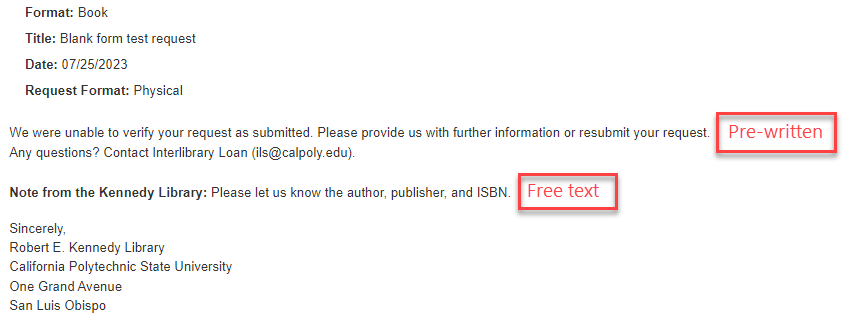 Format: Book
Title: Blank form test request
Date: 07/25/2023
Request Format: Physical
We were unable to verify your request as submitted. Please provide us with further information or resubmit your request. Pre-written
Any questions? Contact Interlibrary Loan (ils@calpoly.edu).
Note from the Kennedy Library: Please let us know the author, publisher, and ISBN. Free text
Sincerely,
Robert E. Kennedy Library
California Polytechnic State University
One Grand Avenue
San Luis Obispo